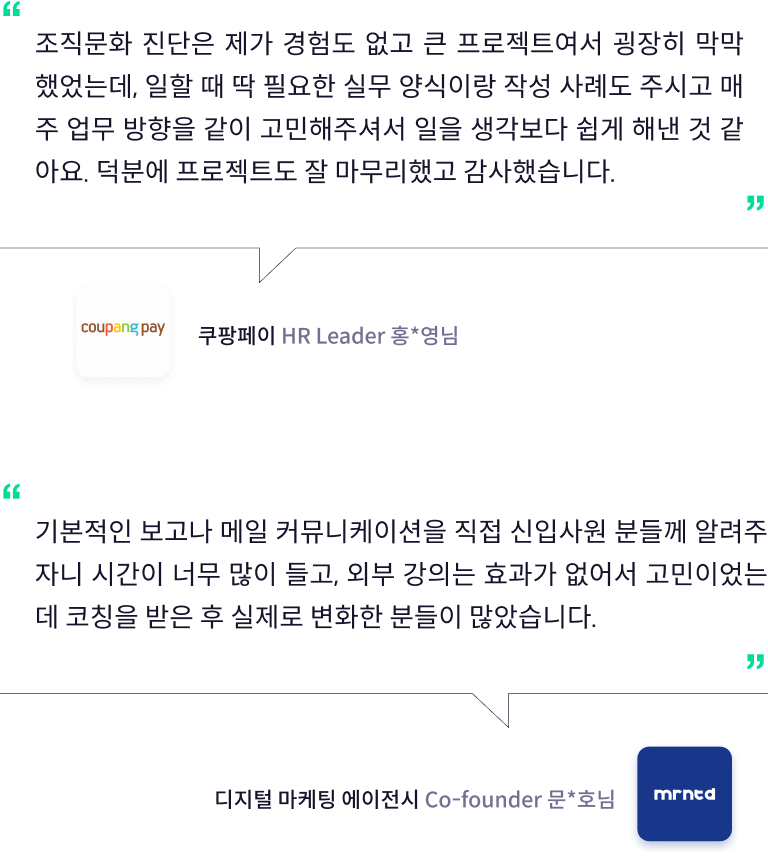 “
조직문화 진단은 제가 경험도 없고 큰 프로젝트여서 굉장히 막막
했었는데, 일할 때 딱 필요한 실무 양식이랑 작성 사례도 주시고 매
주 업무 방향을 같이 고민해주셔서 일을 생각보다 쉽게 해낸 것 같
아요. 덕분에 프로젝트도 잘 마무리했고 감사했습니다.
”
coupang pay
쿠팡페이 HR Leader 홍*영님
“
기본적인 보고나 메일 커뮤니케이션을 직접 신입사원 분들께 알려주
자니 시간이 너무 많이 들고, 외부 강의는 효과가 없어서 고민이었는
데 코칭을 받은 후 실제로 변화한 분들이 많았습니다.
”
디지털 마케팅 에이전시 Co-founder 문*호님
mrntd